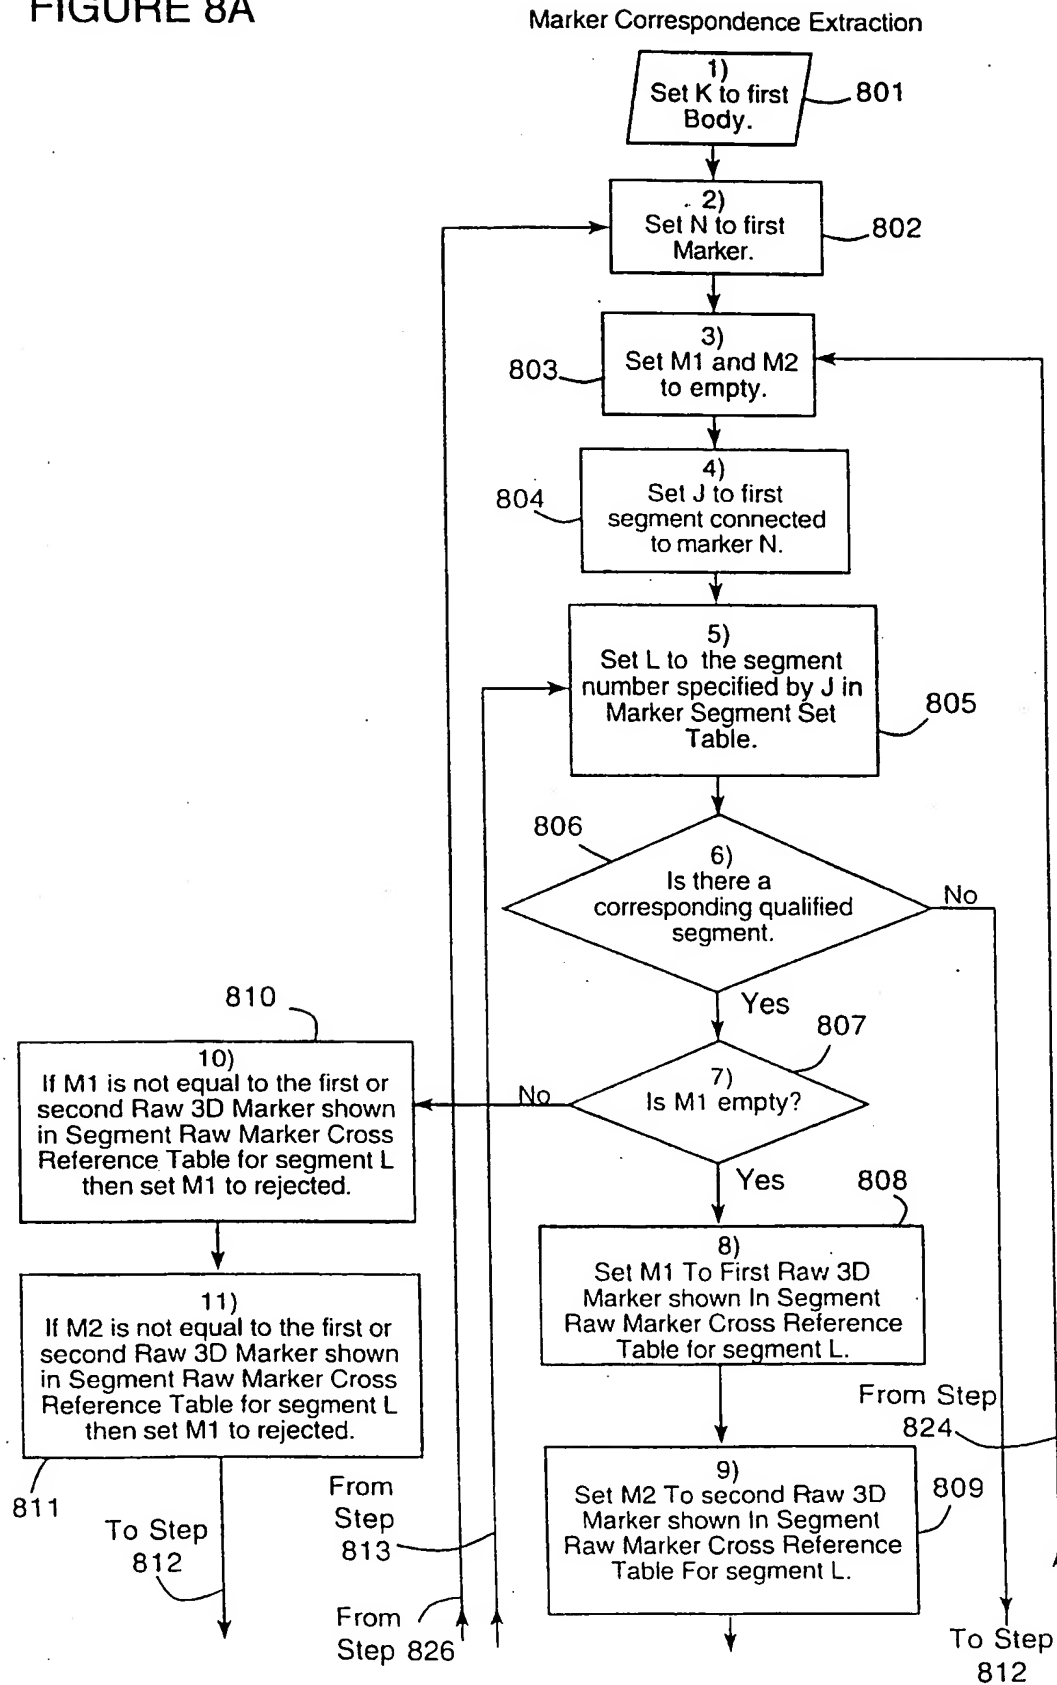 FIGURE 8A
Marker Correspondence Extraction
1)
Set K to first
Body.
801
2)
Set N to first
Marker.
802
3)
Set M1 and M2
to empty.
803
4)
Set J to first
segment connected
to marker N.
804
5)
Set L to the segment
number specified by J in
Marker Segment Set
Table.
805
806
6)
Is there a
corresponding qualified
segment.
No
Yes
810
807
7)
Is M1 empty?
No
Yes
10)
If M1 is not equal to the first or
second Raw 3D Marker shown
in Segment Raw Marker Cross
Reference Table for segment L
then set M1 to rejected.
808
8)
Set M1 To First Raw 3D
Marker shown In Segment
Raw Marker Cross Reference
Table for segment L.
11)
If M2 is not equal to the first or
second Raw 3D Marker shown
in Segment Raw Marker Cross
Reference Table for segment L
then set M1 to rejected.
811
To Step
812
From
Step
813
From
Step 826
From Step
824
9)
Set M2 To second Raw 3D
Marker shown In Segment
Raw Marker Cross Reference
Table For segment L.
809
To Step
812